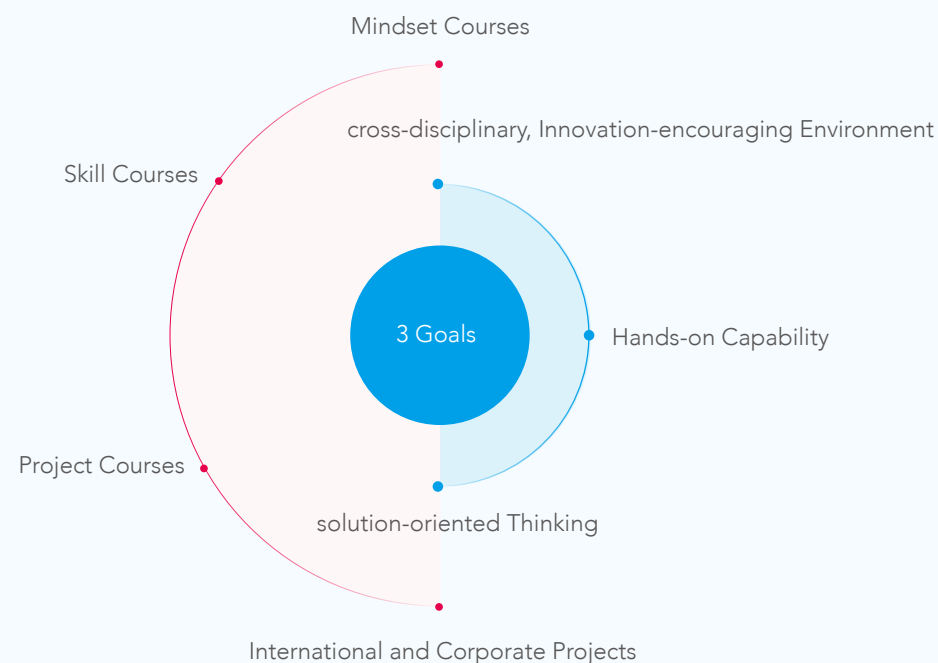 Mindset Courses
cross-disciplinary, Innovation-encouraging Environment
Skill Courses
3 Goals
Hands-on Capability
Project Courses
solution-oriented Thinking
International and Corporate Projects